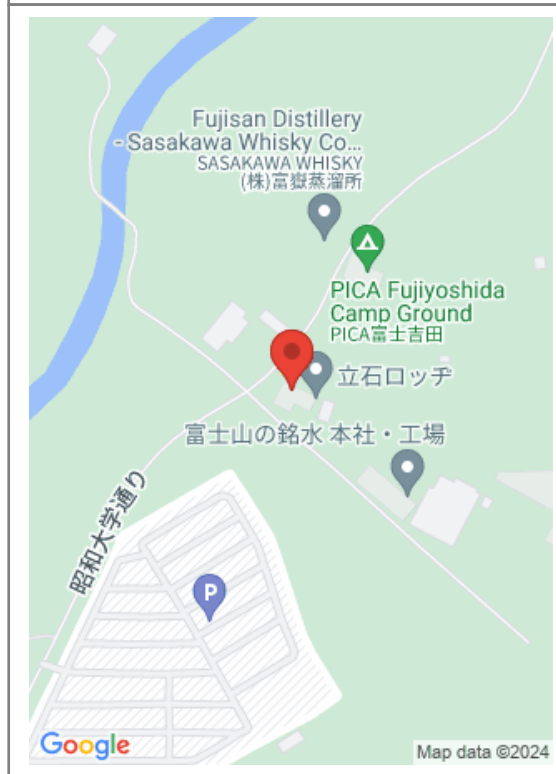 Fujisan Distillery
- Sasakawa Whisky Co...
SASAKAWA WHISKY
(株)富嶽蒸溜所
PICA Fujiyoshida
Camp Ground
PICA富士吉田
立石ロッヂ
富士山の銘水 本社・工場
昭和大学通り
P
Google
Map data ©2024